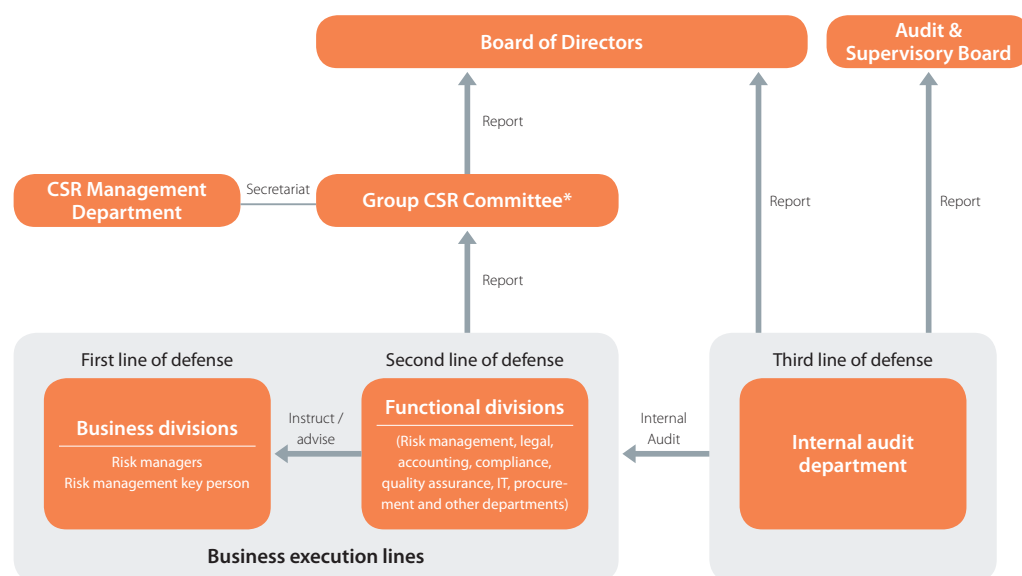 Board of Directors
Audit &
Supervisory Board
Report
CSR Management
Department
Secretariat
Group CSR Committee*
Report
Report
Report
First line of defense
Second line of defense
Third line of defense
Business divisions
Risk managers
Risk management key person
Instruct /
advise
Functional divisions
(Risk management, legal,
accounting, compliance,
quality assurance, IT, procure-
ment and other departments)
Internal
Audit
Internal audit
department
Business execution lines